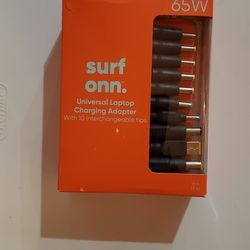 65W
surf
onn.
Universal Laptop
Charging Adapter
With 10 interchangeable tips